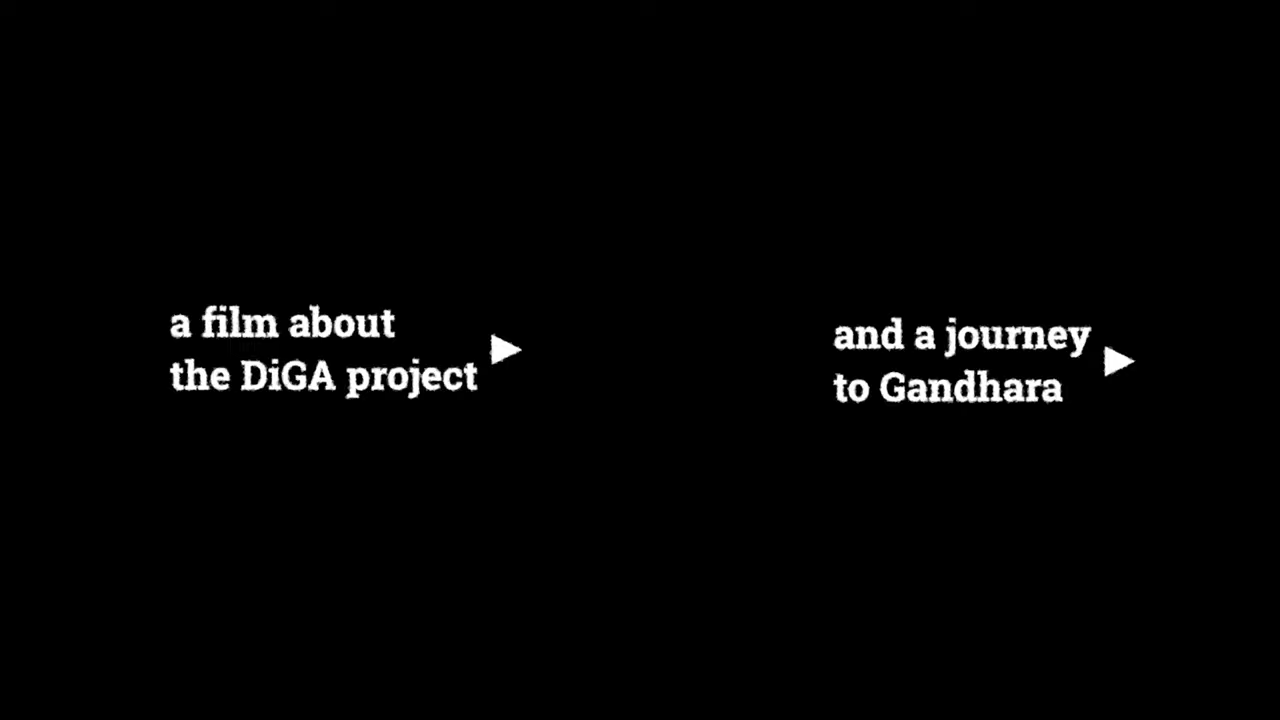 a film about
the DiGA project
and a journey
to Gandhara